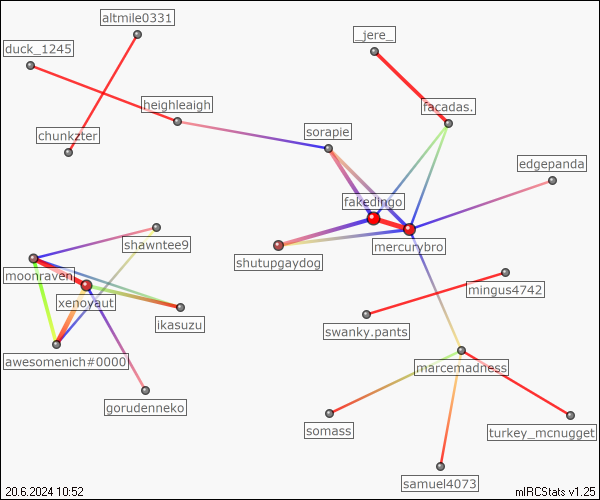 altmile0331
duck_1245
_jere_
heighleaigh
facadas.
chunkzter
sorapie
edgepanda
fakedingo
shawntee9
mercurybro
shutupgaydog
moonraven
mingus4742
xenoyaut
ikasuzu
swanky.pants
awesomenich#0000
marcemadness
gorudenneko
somass
turkey_mcnugget
samuel4073
20.6.2024 10:52
mIRCStats v1.25